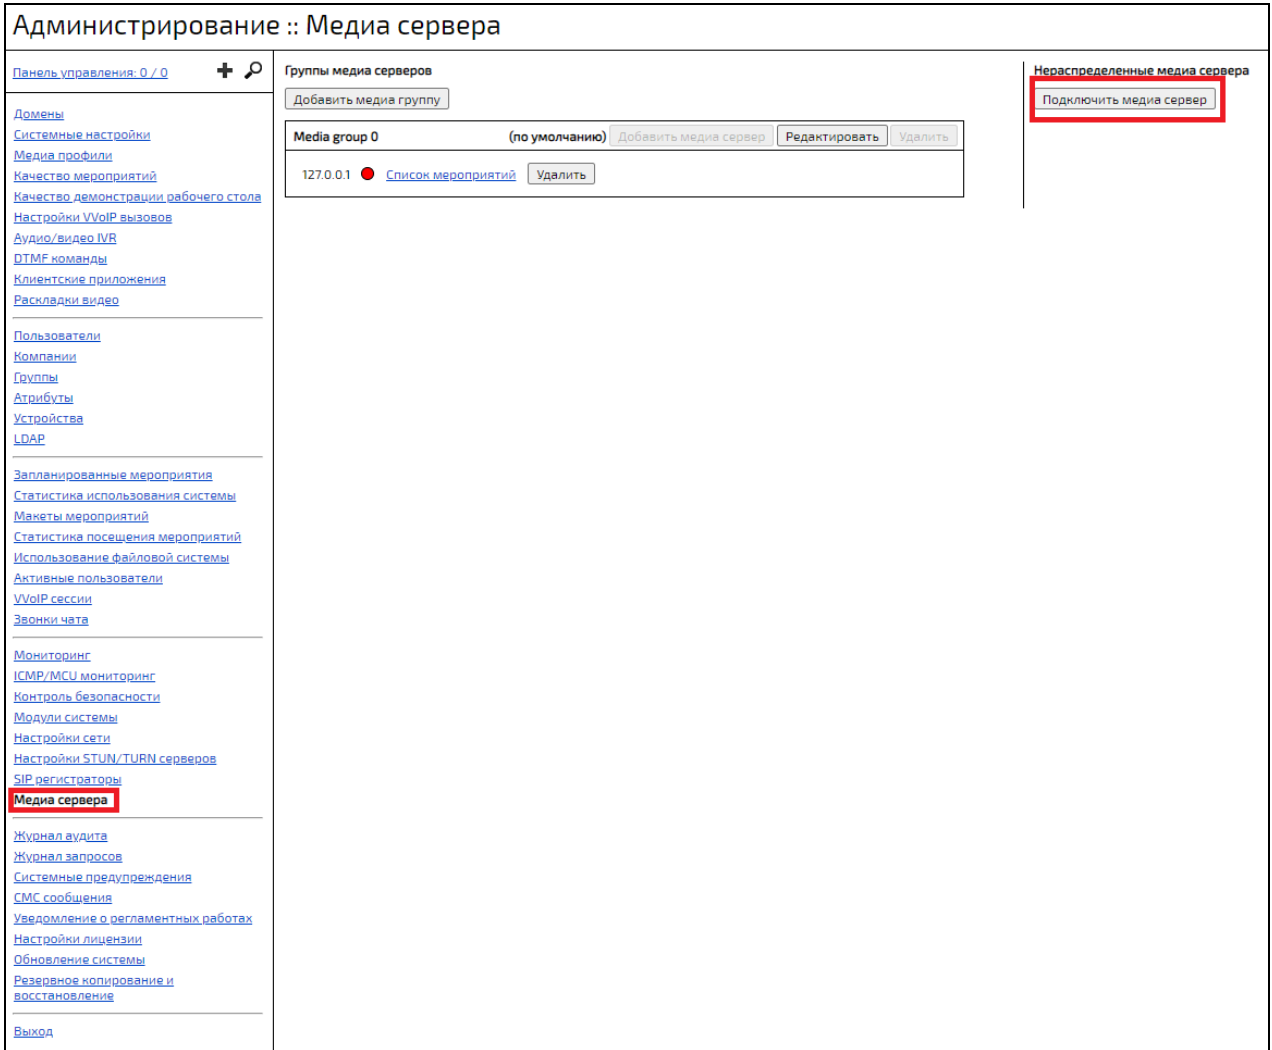 Администрирование :: Медиа сервера
Панель управления: 0 / 0
Домены
Системные настройки
Медиа профили
Качество мероприятий
Качество демонстрации рабочего стола
Настройки VVoIP вызовов
Аудио/видео IVR
DTMF команды
Клиентские приложения
Раскладки видео
Пользователи
Компании
Группы
Атрибуты
Устройства
LDAP
Запланированные мероприятия
Статистика использования системы
Макеты мероприятий
Статистика посещения мероприятий
Использование файловой системы
Активные пользователи
VVoIP сессии
Звонки чата
Мониторинг
ICMP/MCU мониторинг
Контроль безопасности
Модули системы
Настройки сети
Настройки STUN/TURN серверов
SIP регистраторы
Медиа сервера
Журнал аудита
Журнал запросов
Системные предупреждения
СМС сообщения
Уведомление о регламентных работах
Настройки лицензии
Обновление системы
Резервное копирование и
восстановление
Выход
Группы медиа серверов
Добавить медиа группу
Media group 0 (по умолчанию) Добавить медиа сервер Редактировать Удалить
127.0.0.1 Список мероприятий Удалить
Нераспределенные медиа сервера
Подключить медиа сервер